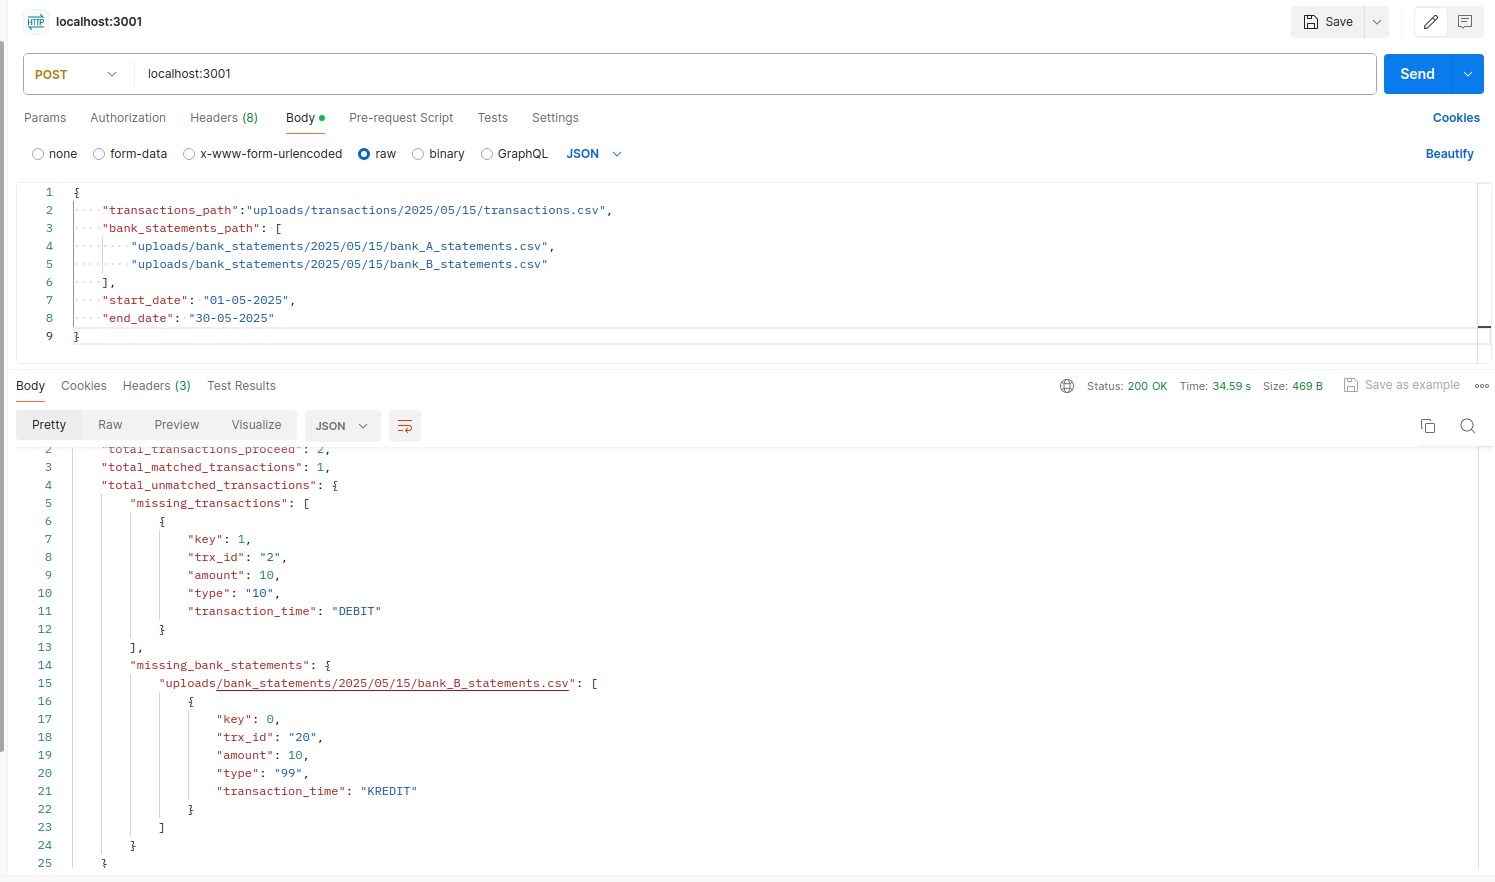 HTTP localhost:3001
Save
POST localhost:3001 Send
Params Authorization Headers (8) Body Pre-request Script Tests Settings Cookies
none form-data x-www-form-urlencoded raw binary GraphQL JSON Beautify
1 {
2 "transactions_path":"uploads/transactions/2025/05/15/transactions.csv",
3 "bank_statements_path": [
4 "uploads/bank_statements/2025/05/15/bank_A_statements.csv",
5 "uploads/bank_statements/2025/05/15/bank_B_statements.csv"
6 ],
7 "start_date": "01-05-2025",
8 "end_date": "30-05-2025"
9 }
Body Cookies Headers (3) Test Results Status: 200 OK Time: 34.59 s Size: 469 B Save as example
Pretty Raw Preview Visualize JSON
2 "total_transactions_proceed": 2,
3 "total_matched_transactions": 1,
4 "total_unmatched_transactions": {
5 "missing_transactions": [
6 {
7 "key": 1,
8 "trx_id": "2",
9 "amount": 10,
10 "type": "10",
11 "transaction_time": "DEBIT"
12 }
13 ],
14 "missing_bank_statements": {
15 "uploads/bank_statements/2025/05/15/bank_B_statements.csv": [
16 {
17 "key": 0,
18 "trx_id": "20",
19 "amount": 10,
20 "type": "99",
21 "transaction_time": "KREDIT"
22 }
23 ]
24 }
25 }